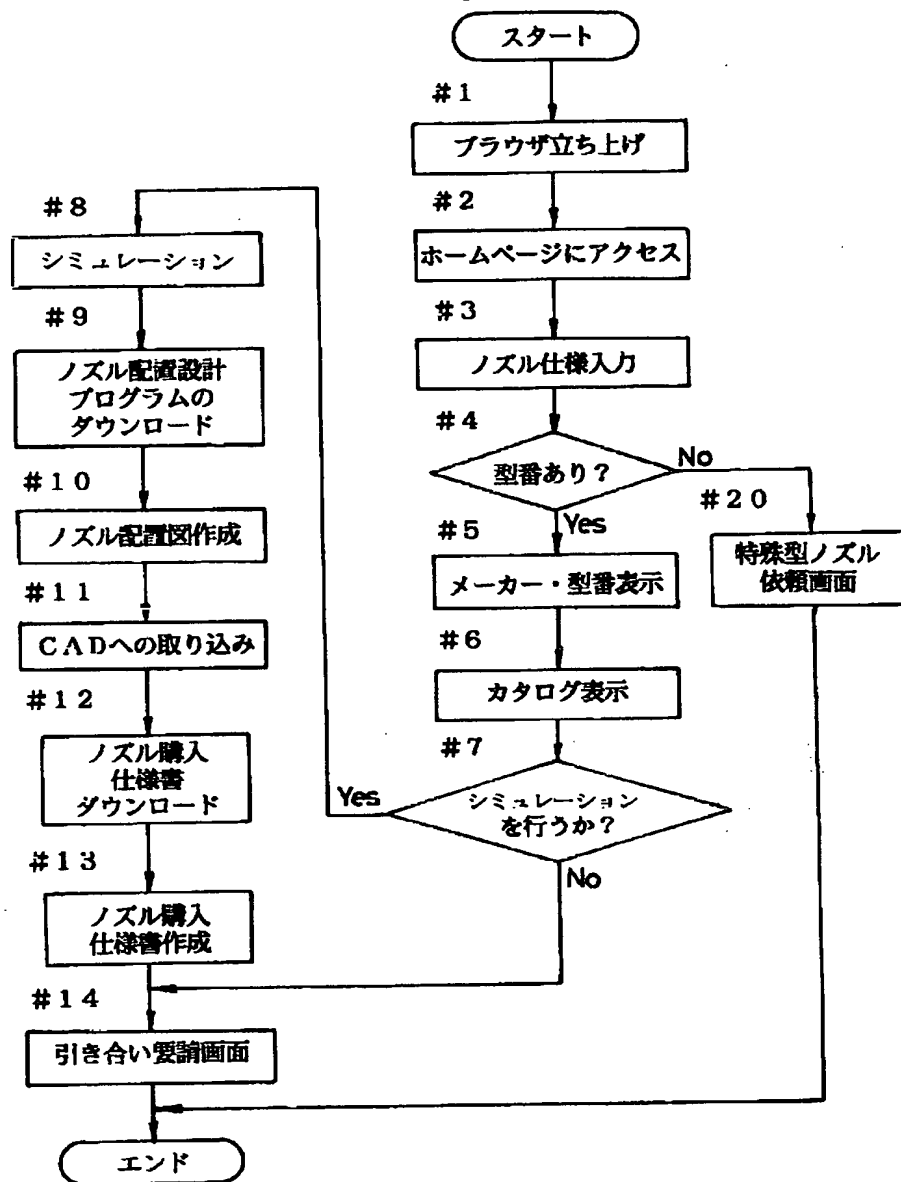 スタート
#1
ブラウザ立ち上げ
#2
ホームページにアクセス
#3
ノズル仕様入力
#4
型番あり？
No
Yes
#20
特殊型ノズル
依頼画面
#5
メーカー・型番表示
#6
カタログ表示
#7
シミュレーション
を行うか？
Yes
No
#8
シミュレーション
#9
ノズル配置設計
プログラムの
ダウンロード
#10
ノズル配置図作成
#11
CADへの取り込み
#12
ノズル購入
仕様書
ダウンロード
#13
ノズル購入
仕様書作成
#14
引き合い要請画面
エンド